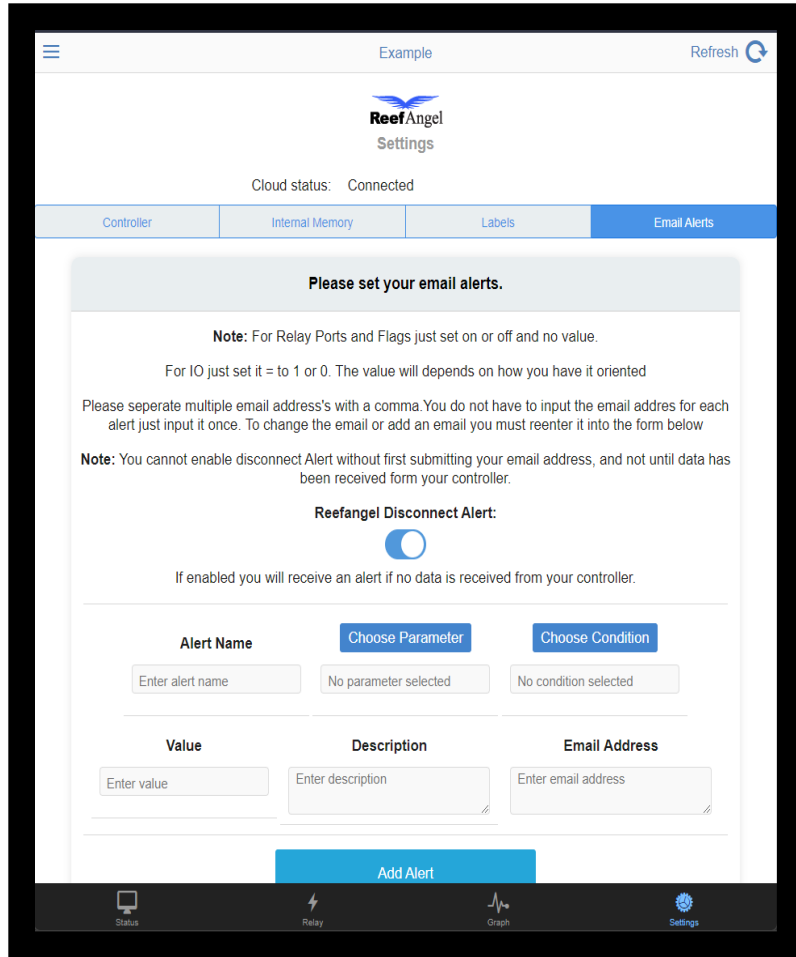 Example
Refresh
ReefAngel
Settings
Cloud status: Connected
Controller
Internal Memory
Labels
Email Alerts
Please set your email alerts.
Note: For Relay Ports and Flags just set on or off and no value.
For IO just set it = to 1 or 0. The value will depends on how you have it oriented
Please seperate multiple email address's with a comma.You do not have to input the email addres for each
alert just input it once. To change the email or add an email you must reenter it into the form below
Note: You cannot enable disconnect Alert without first submitting your email address, and not until data has
been received form your controller.
Reefangel Disconnect Alert:
If enabled you will receive an alert if no data is received from your controller.
Alert Name
Choose Parameter
Choose Condition
Enter alert name
No parameter selected
No condition selected
Value
Description
Email Address
Enter value
Enter description
Enter email address
Add Alert
Status
Relay
Graph
Settings